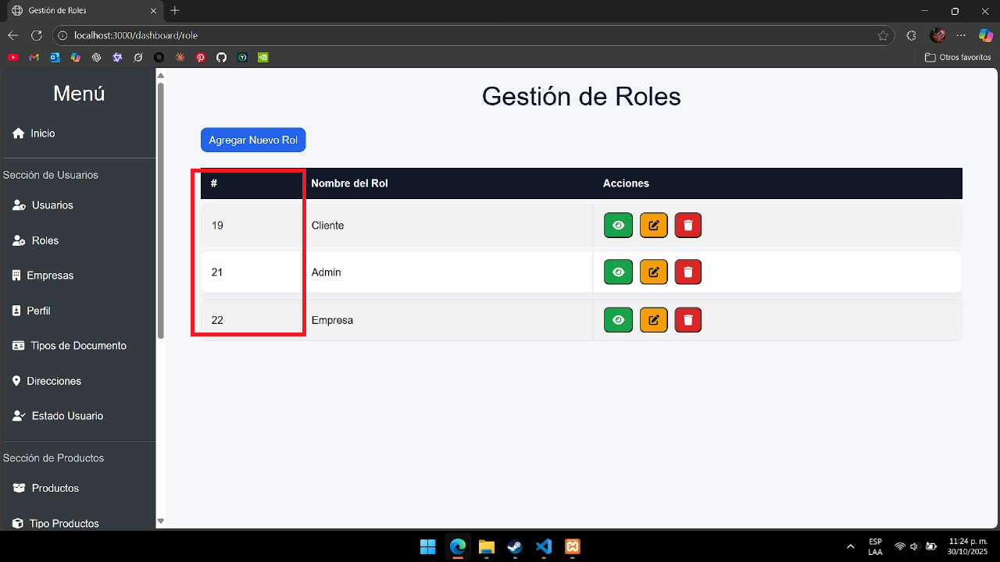 Gestión de Roles
localhost:3000/dashboard/role
Otros favoritos
Menú
Inicio
Sección de Usuarios
Usuarios
Roles
Empresas
Perfil
Tipos de Documento
Direcciones
Estado Usuario
Sección de Productos
Productos
Tipo Productos
Gestión de Roles
Agregar Nuevo Rol
# Nombre del Rol Acciones
19 Cliente
21 Admin
22 Empresa
ESP
LAA
11:24 p. m.
30/10/2025